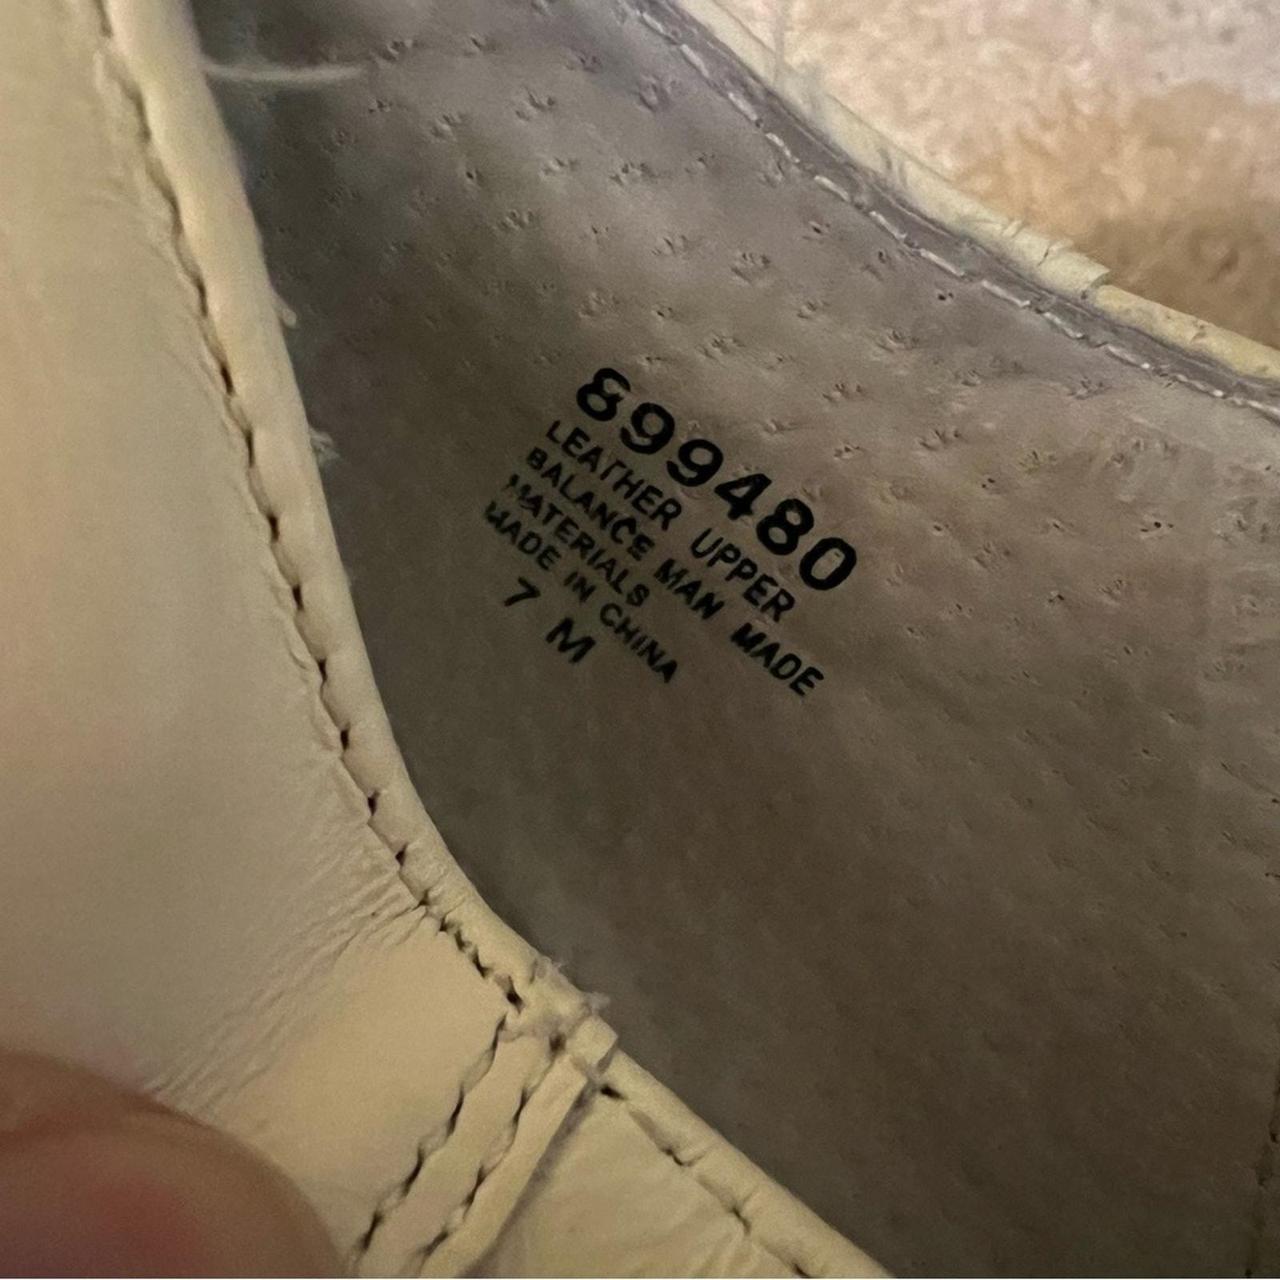 899480
LEATHER UPPER
BALANCE MAN MADE
MATERIALS
MADE IN CHINA
7 M